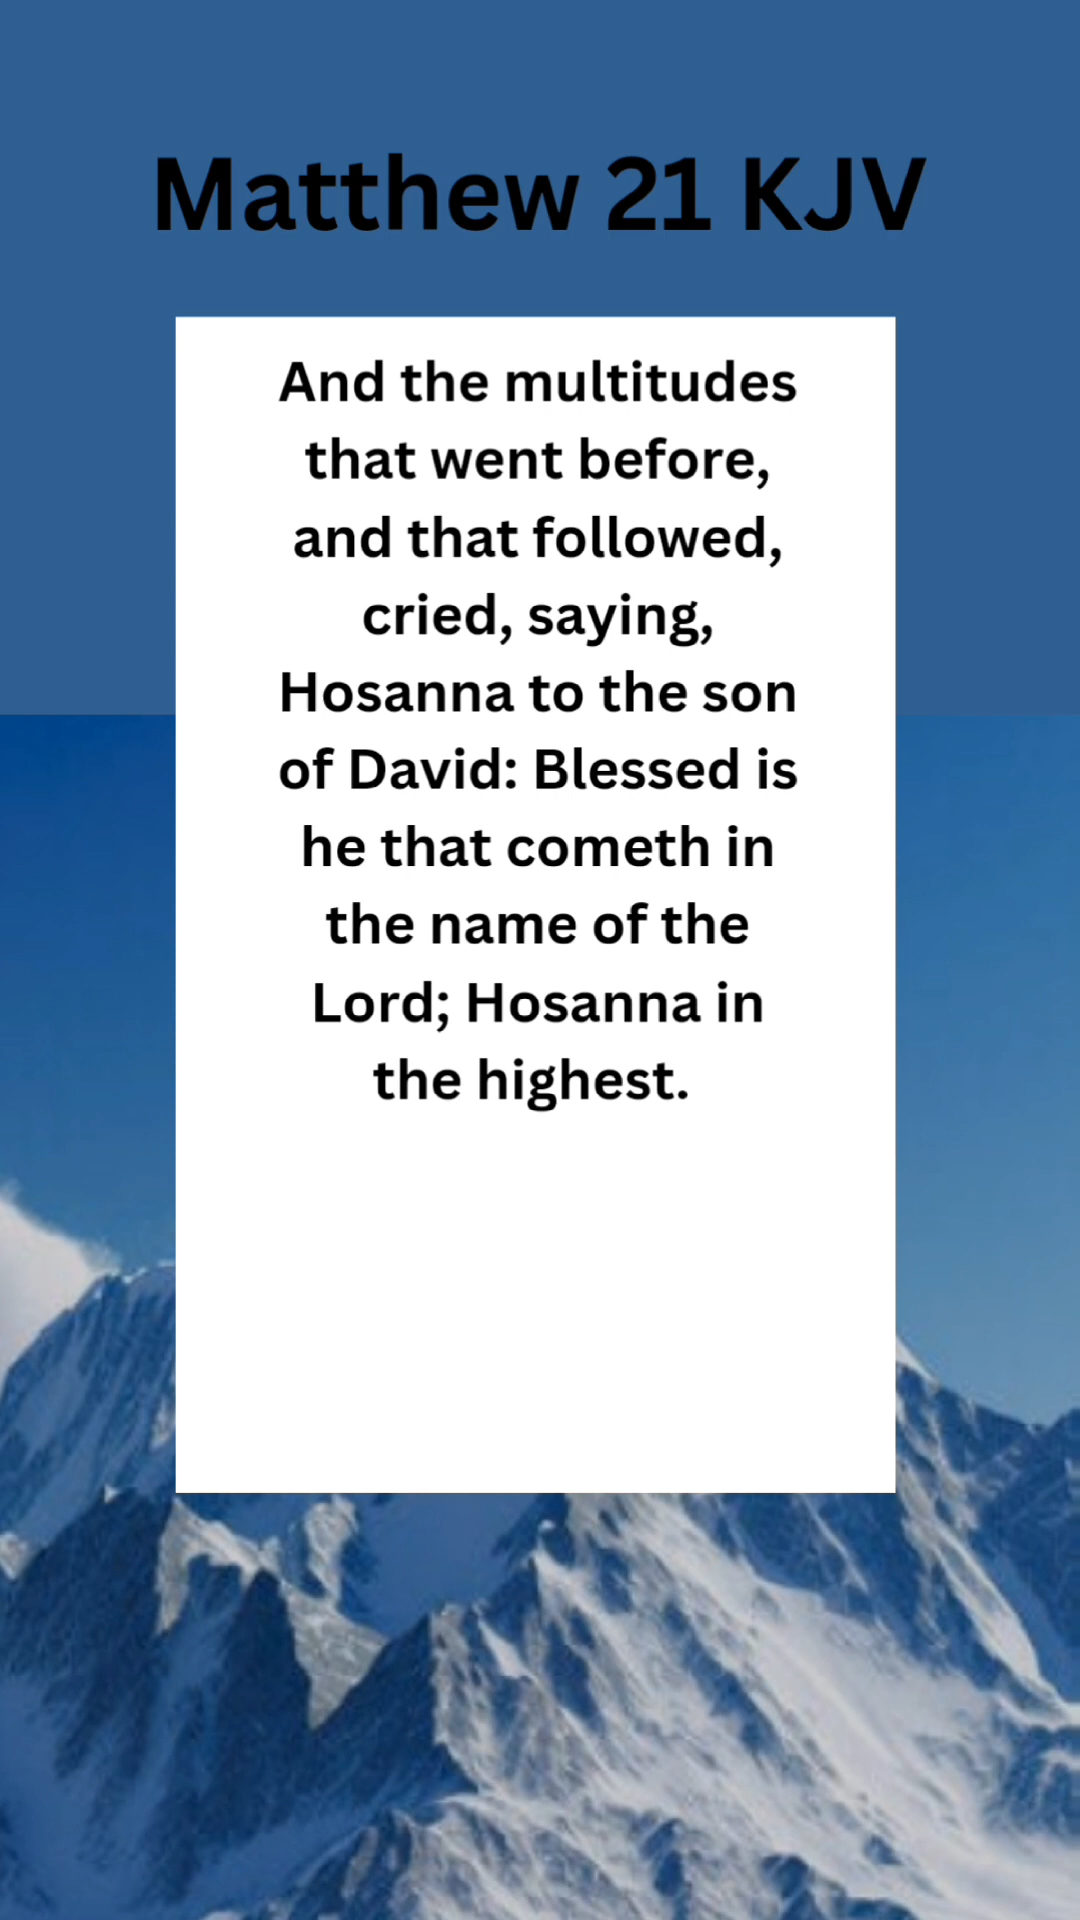 Matthew 21 KJV
And the multitudes
that went before,
and that followed,
cried, saying,
Hosanna to the son
of David: Blessed is
he that cometh in
the name of the
Lord; Hosanna in
the highest.